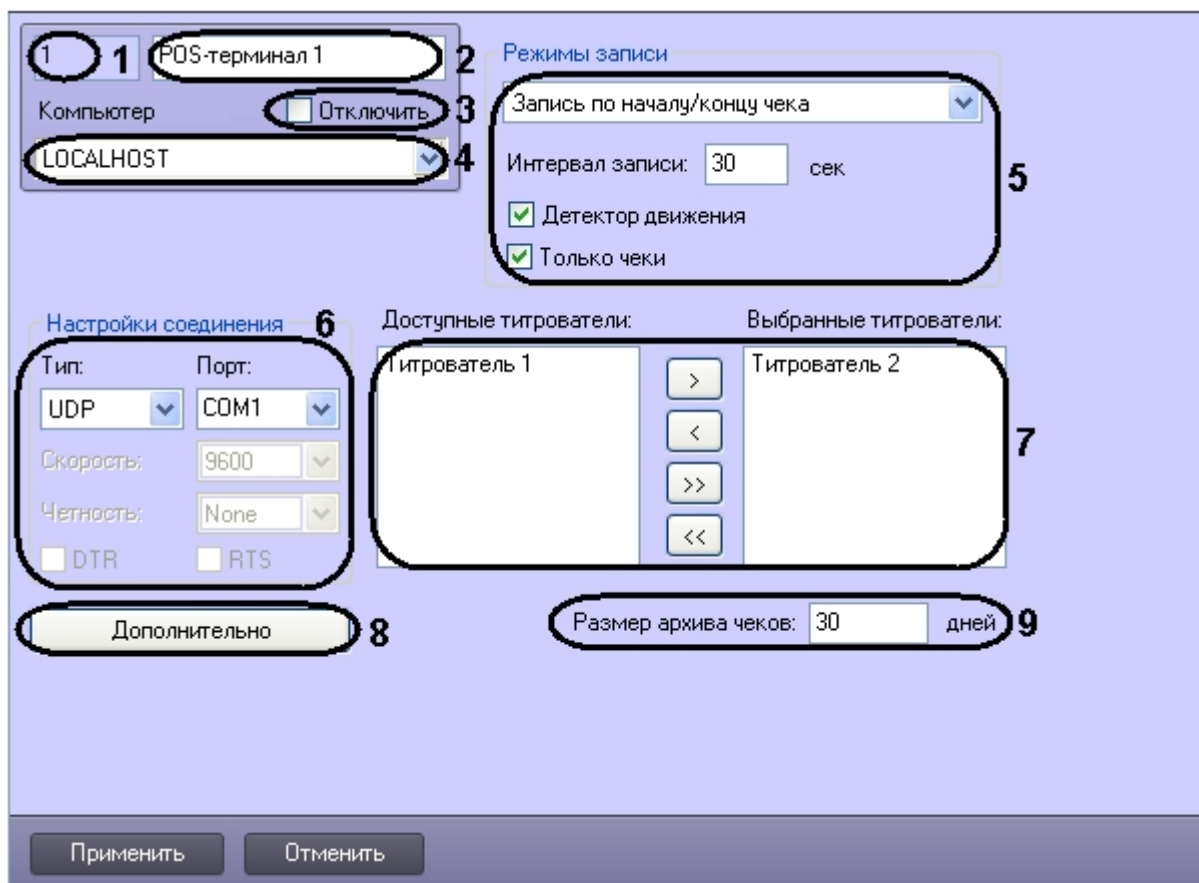 1 1 POS-терминал 1 2
Компьютер Отключить 3
LOCALHOST 4
Режимы записи
Запись по началу/концу чека
Интервал записи: 30 сек
5
Детектор движения
Только чеки
Настройки соединения 6
Тип: Порт:
UDP COM1
Скорость: 9600
Четность: None
DTR RTS
Доступные титрователи: Выбранные титрователи:
Титрователь 1 > Титрователь 2
<
7
>>
<<
Дополнительно 8
Размер архива чеков: 30 дней 9
Применить Отменить